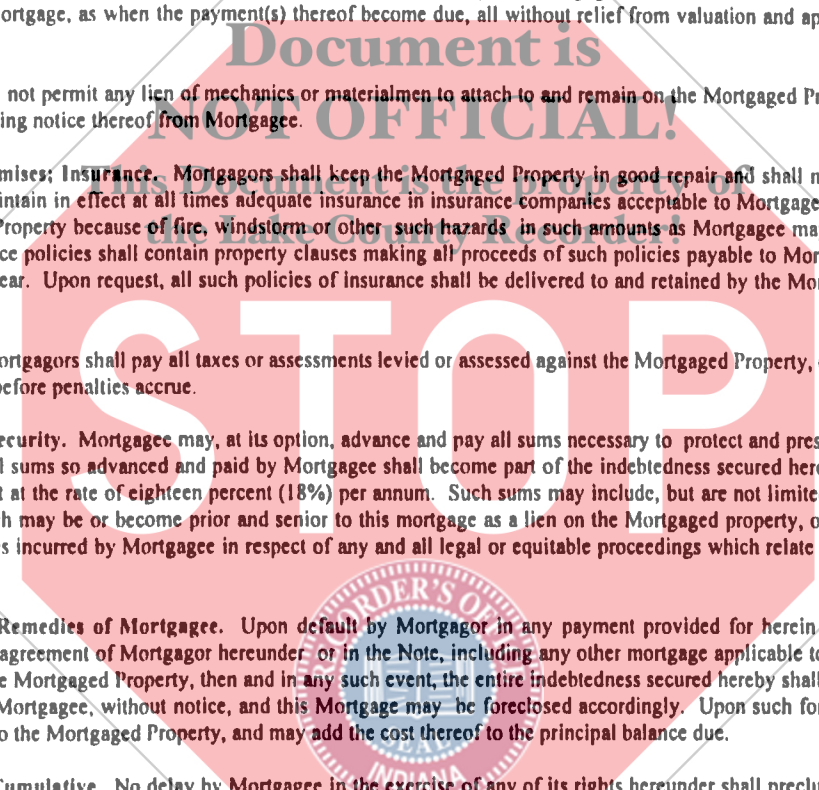 ortgage, as when the payment(s) thereof become due, all without relief from valuation and ap
Document is
not permit any lien of mechanics or materialmen to attach to and remain on the Mortgaged Pr
NOT OFFICIAL!
ing notice thereof from Mortgagee.
mises; Insurance. Mortgagors shall keep the Mortgaged Property in good repair and shall n
This Document is the property of
intain in effect at all times adequate insurance in insurance companies acceptable to Mortgage
Property because of fire, windstorm or other such hazards in such amounts as Mortgagee ma
the Lake County Recorder!
ce policies shall contain property clauses making all proceeds of such policies payable to Mor
ear. Upon request, all such policies of insurance shall be delivered to and retained by the Mo
STOP
ortgagors shall pay all taxes or assessments levied or assessed against the Mortgaged Property,
before penalties accrue.
ecurity. Mortgagee may, at its option, advance and pay all sums necessary to protect and pres
l sums so advanced and paid by Mortgagee shall become part of the indebtedness secured here
t at the rate of eighteen percent (18%) per annum. Such sums may include, but are not limite
h may be or become prior and senior to this mortgage as a lien on the Mortgaged property, o
s incurred by Mortgagee in respect of any and all legal or equitable proceedings which relate
RECORDER'S OFFICE
Remedies of Mortgagee. Upon default by Mortgagor in any payment provided for herein
agreement of Mortgagor hereunder or in the Note, including any other mortgage applicable to
e Mortgaged Property, then and in any such event, the entire indebtedness secured hereby shall
Mortgagee, without notice, and this Mortgage may be foreclosed accordingly. Upon such for
o the Mortgaged Property, and may add the cost thereof to the principal balance due.
SEAL
INDIANA
Cumulative. No delay by Mortgagee in the exercise of any of its rights hereunder shall preclu